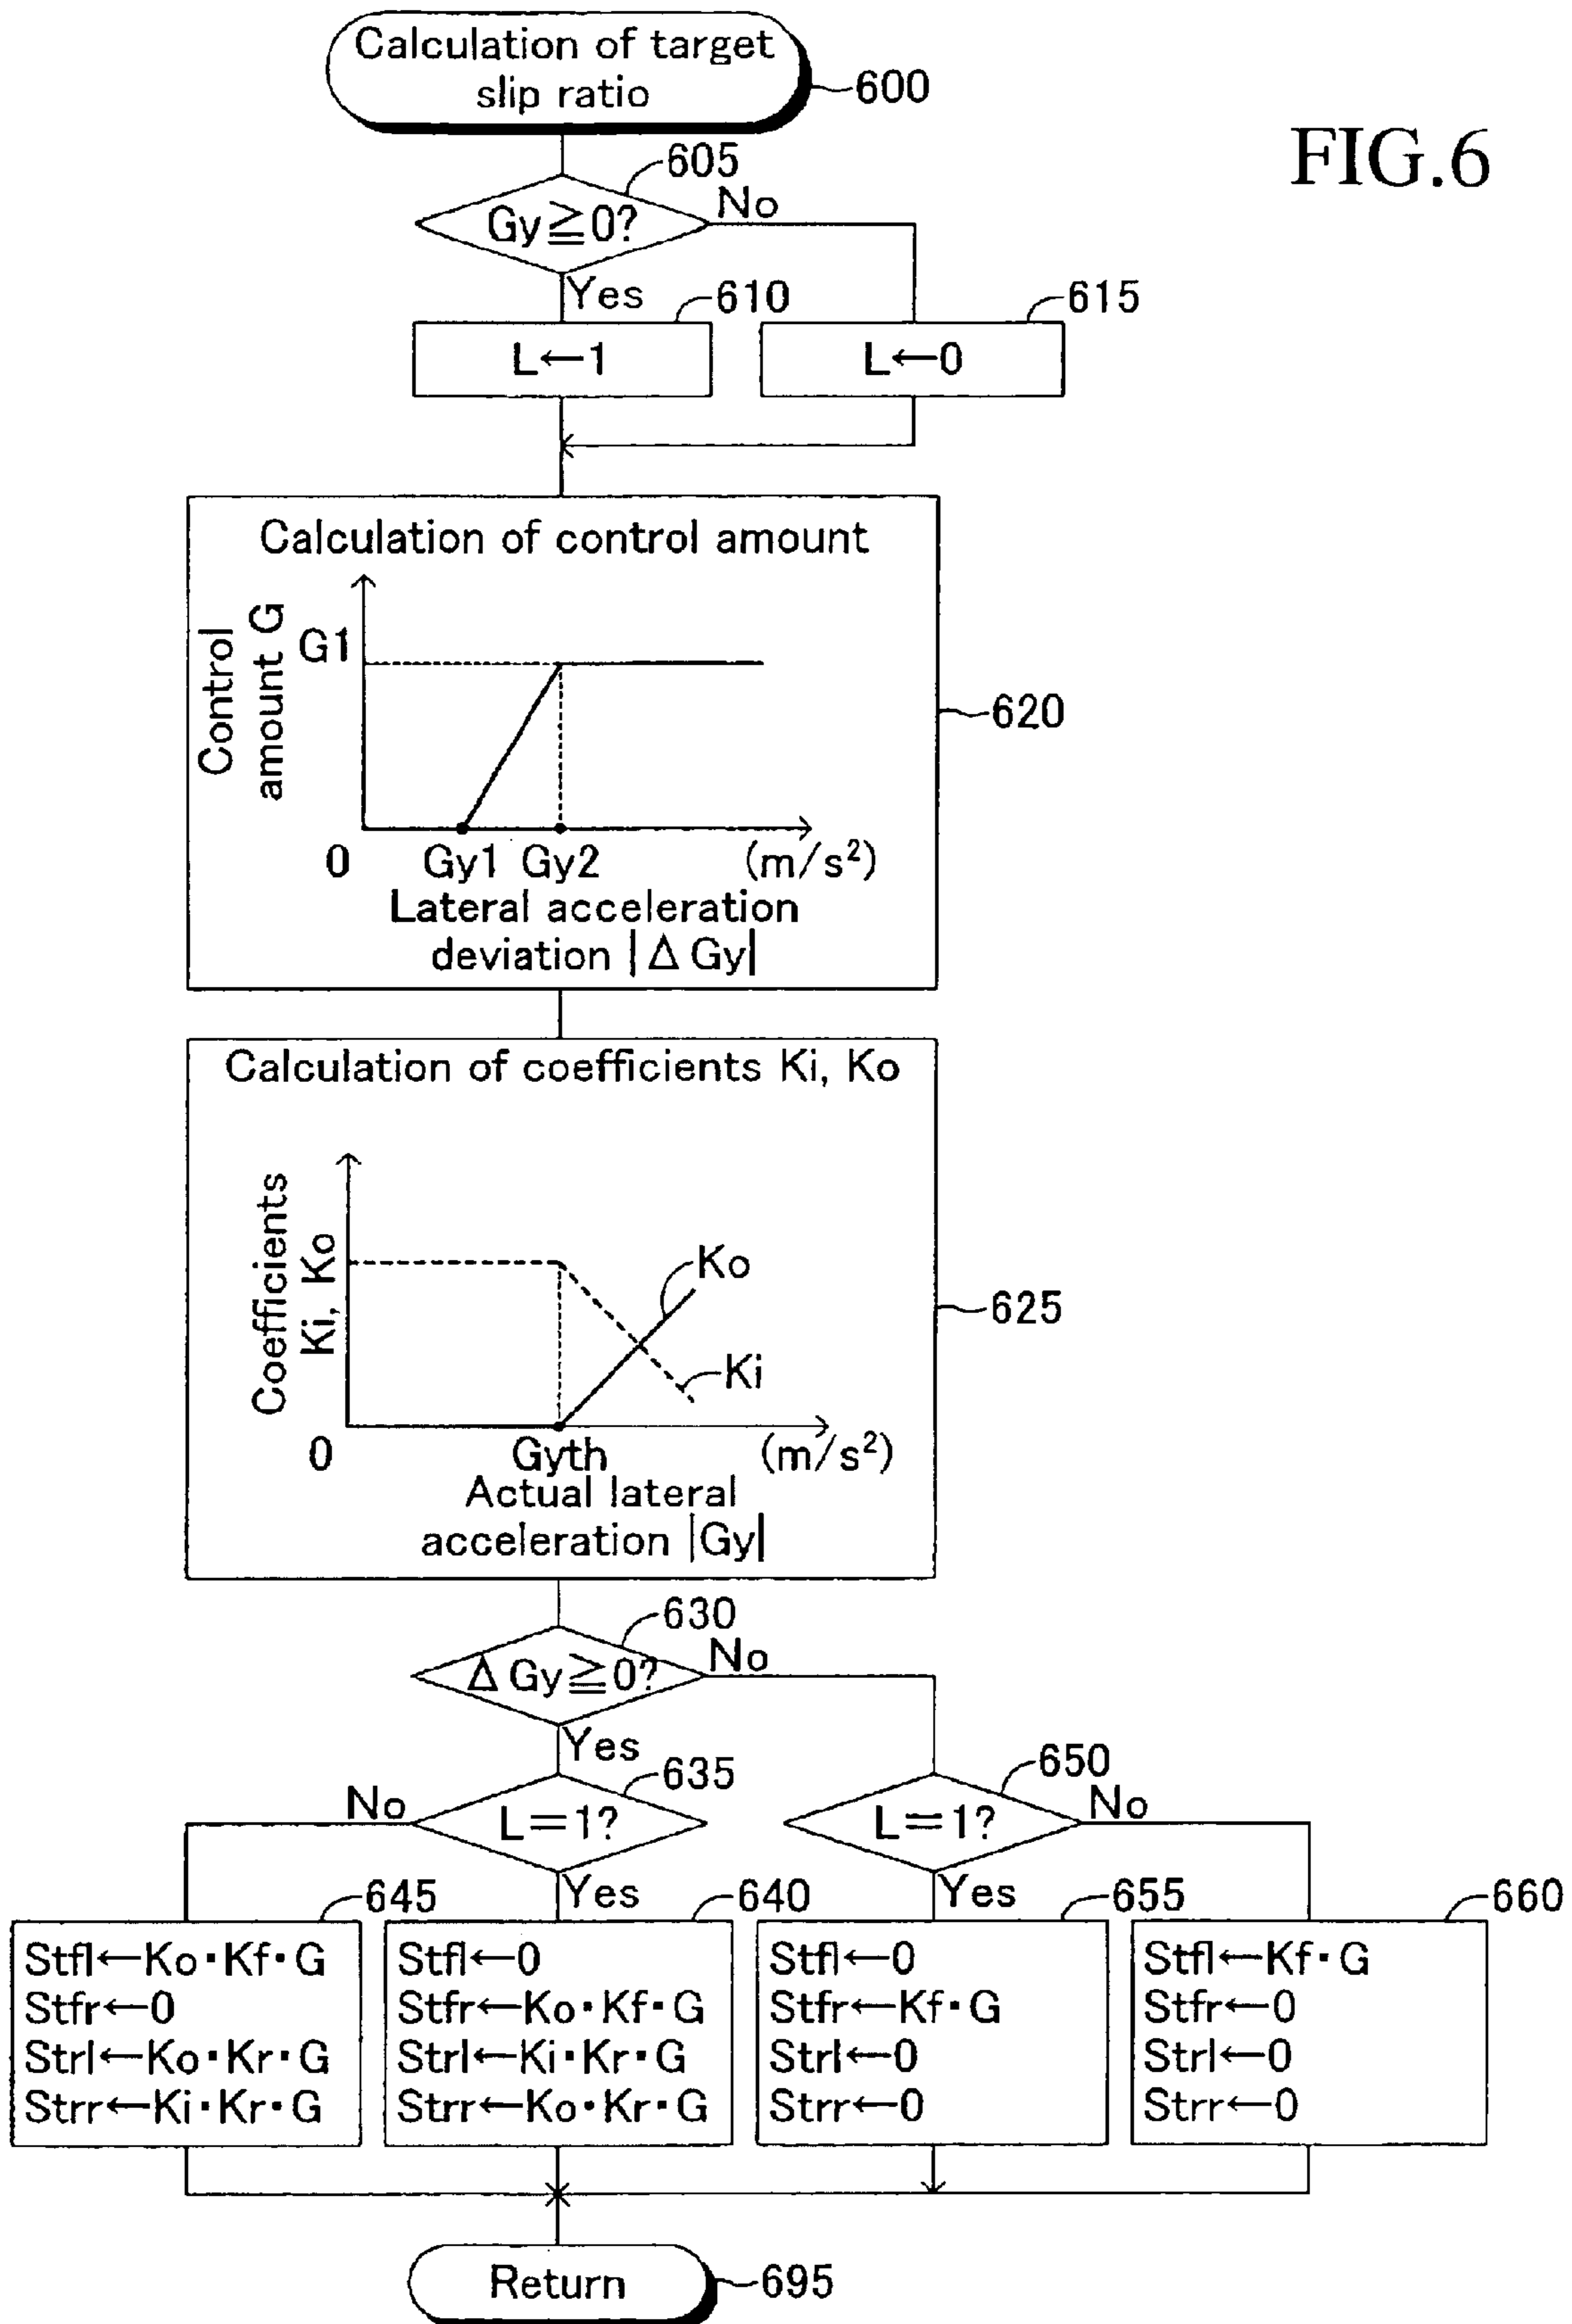 Calculation of target
slip ratio
600
FIG.6
605
Gy≧0?
No
Yes
610
615
L←1
L←0
Calculation of control amount
Control
amount G
G1
620
0
Gy1
Gy2
(m/s²)
Lateral acceleration
deviation |Δ Gy|
Calculation of coefficients Ki, Ko
Coefficients
Ki, Ko
Ko
Ki
625
0
Gyth
(m/s²)
Actual lateral
acceleration |Gy|
630
Δ Gy≧0?
No
Yes
635
650
No
L=1?
L=1?
No
645
Yes
640
Yes
655
660
Stfl←Ko·Kf·G
Stfr←0
Strl←Ko·Kr·G
Strr←Ki·Kr·G
Stfl←0
Stfr←Ko·Kf·G
Strl←Ki·Kr·G
Strr←Ko·Kr·G
Stfl←0
Stfr←Kf·G
Strl←0
Strr←0
Stfl←Kf·G
Stfr←0
Strl←0
Strr←0
Return
695